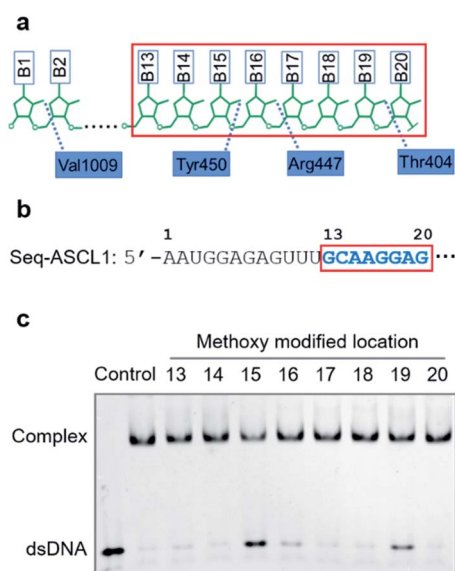 a
B1 B2 B13 B14 B15 B16 B17 B18 B19 B20
Val1009 Tyr450 Arg447 Thr404
b
1 13 20
Seq-ASCL1: 5′-AAUGGAGAGUUUGCAAGGAG···
c
Methoxy modified location
Control 13 14 15 16 17 18 19 20
Complex
dsDNA